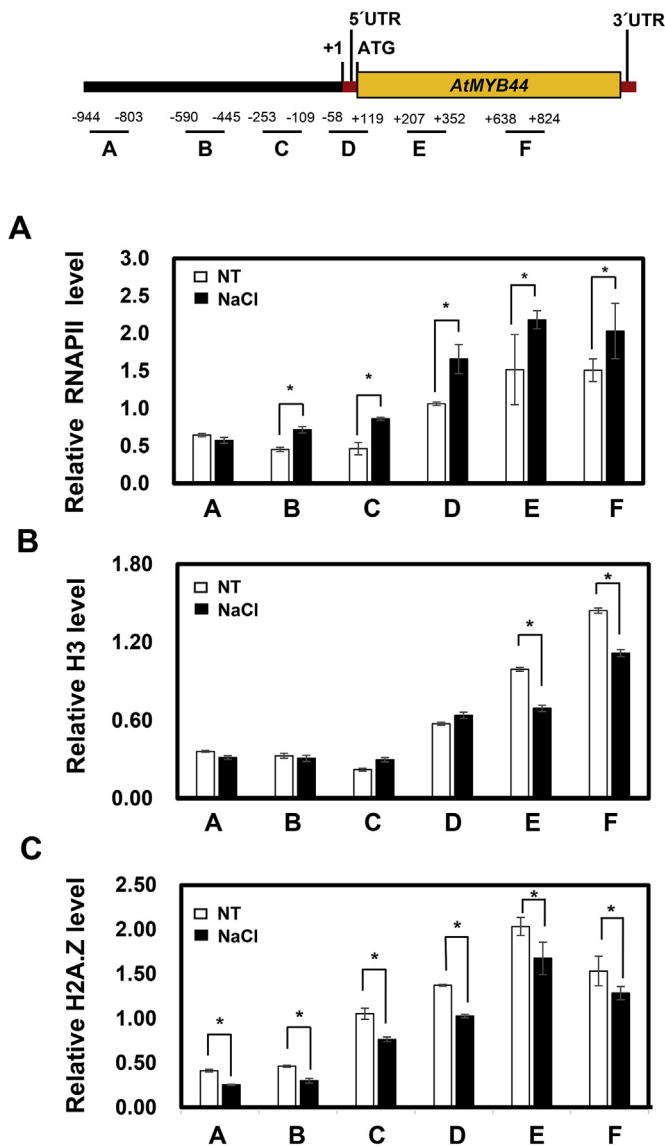 5´UTR 3´UTR
+1 ATG
AtMYB44
-944 -803 -590 -445 -253 -109 -58 +119 +207 +352 +638 +824
A B C D E F
A
Relative RNAPII level
3.0
2.5
2.0
1.5
1.0
0.5
0.0
NT
NaCl
* * * * *
A B C D E F
B
Relative H3 level
1.80
1.20
0.60
0.00
NT
NaCl
* *
A B C D E F
C
Relative H2A.Z level
2.50
2.00
1.50
1.00
0.50
0.00
NT
NaCl
* * * * * *
A B C D E F